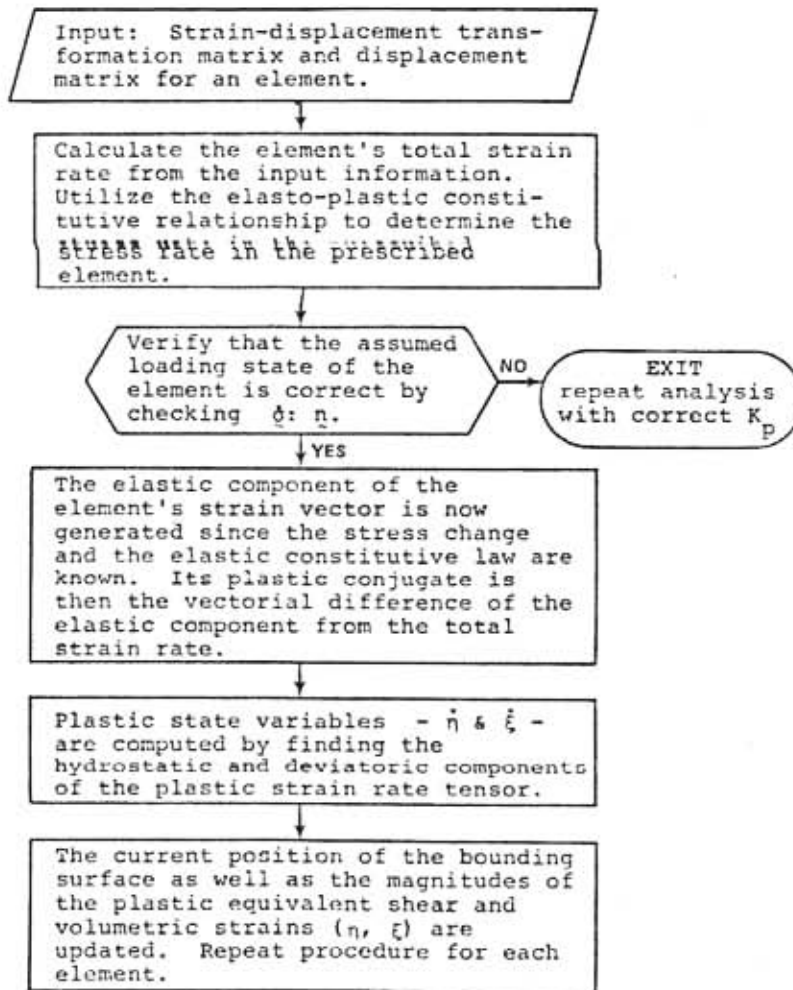 Input: Strain-displacement trans-
formation matrix and displacement
matrix for an element.
Calculate the element's total strain
rate from the input information.
Utilize the elasto-plastic consti-
tutive relationship to determine the
stress rate in the prescribed
element.
Verify that the assumed
loading state of the
element is correct by
checking σ̰̇: ṋ.
NO
EXIT
repeat analysis
with correct Kp
YES
The elastic component of the
element's strain vector is now
generated since the stress change
and the elastic constitutive law are
known. Its plastic conjugate is
then the vectorial difference of the
elastic component from the total
strain rate.
Plastic state variables - η̇ & ξ̇ -
are computed by finding the
hydrostatic and deviatoric components
of the plastic strain rate tensor.
The current position of the bounding
surface as well as the magnitudes of
the plastic equivalent shear and
volumetric strains (η, ξ) are
updated. Repeat procedure for each
element.